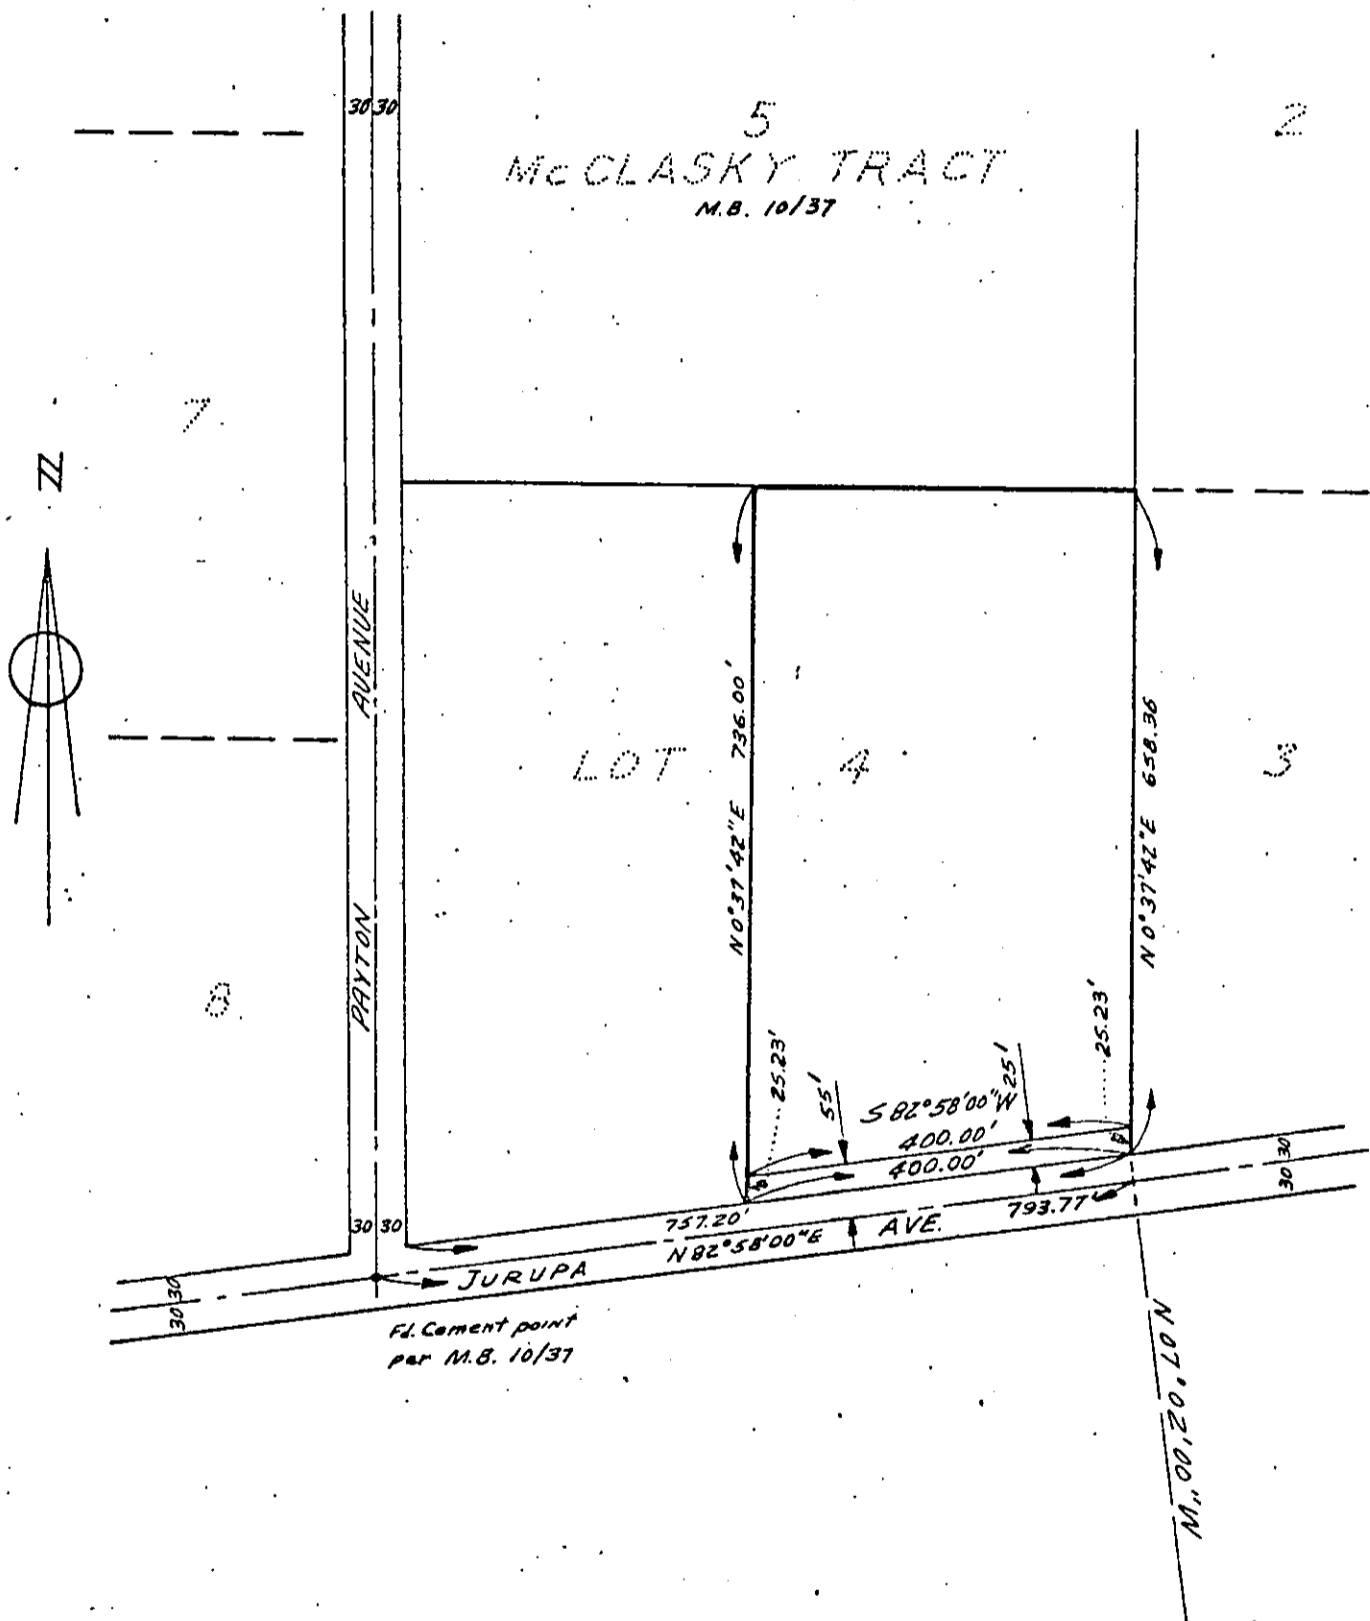 30 30
5
2
McCLASKY TRACT
M.B. 10/37
7
N
PAYTON AVENUE
LOT 4
3
N 0°37'42"E 736.00'
N 0°37'42"E 658.36
8
25.23'
55'
S 82°58'00"W
25'
25.23'
400.00'
400.00'
30 30
757.20'
N 82°58'00"E
793.77'
30 30
JURUPA AVE.
30 30
Fd. Cement point
per M.B. 10/37
N 07°02'00"W